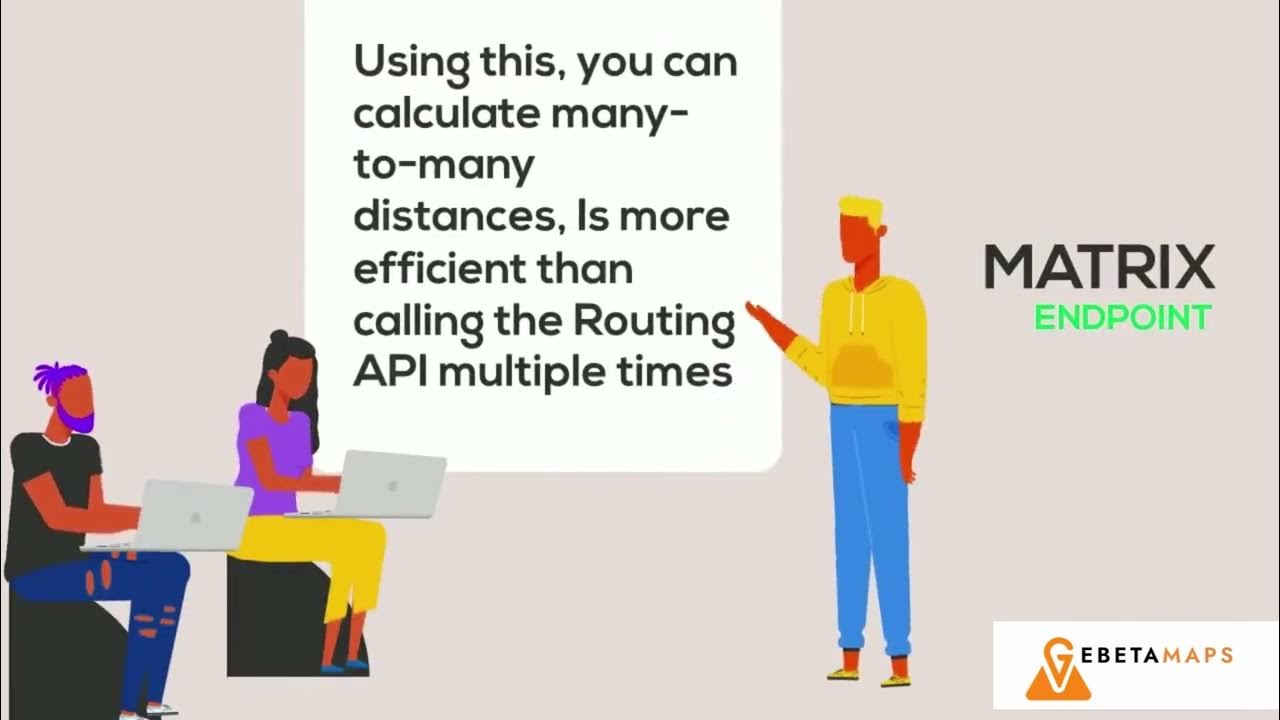 Using this, you can
calculate many-
to-many
distances, Is more
efficient than
calling the Routing
API multiple times
MATRIX
ENDPOINT
GEBETAMAPS